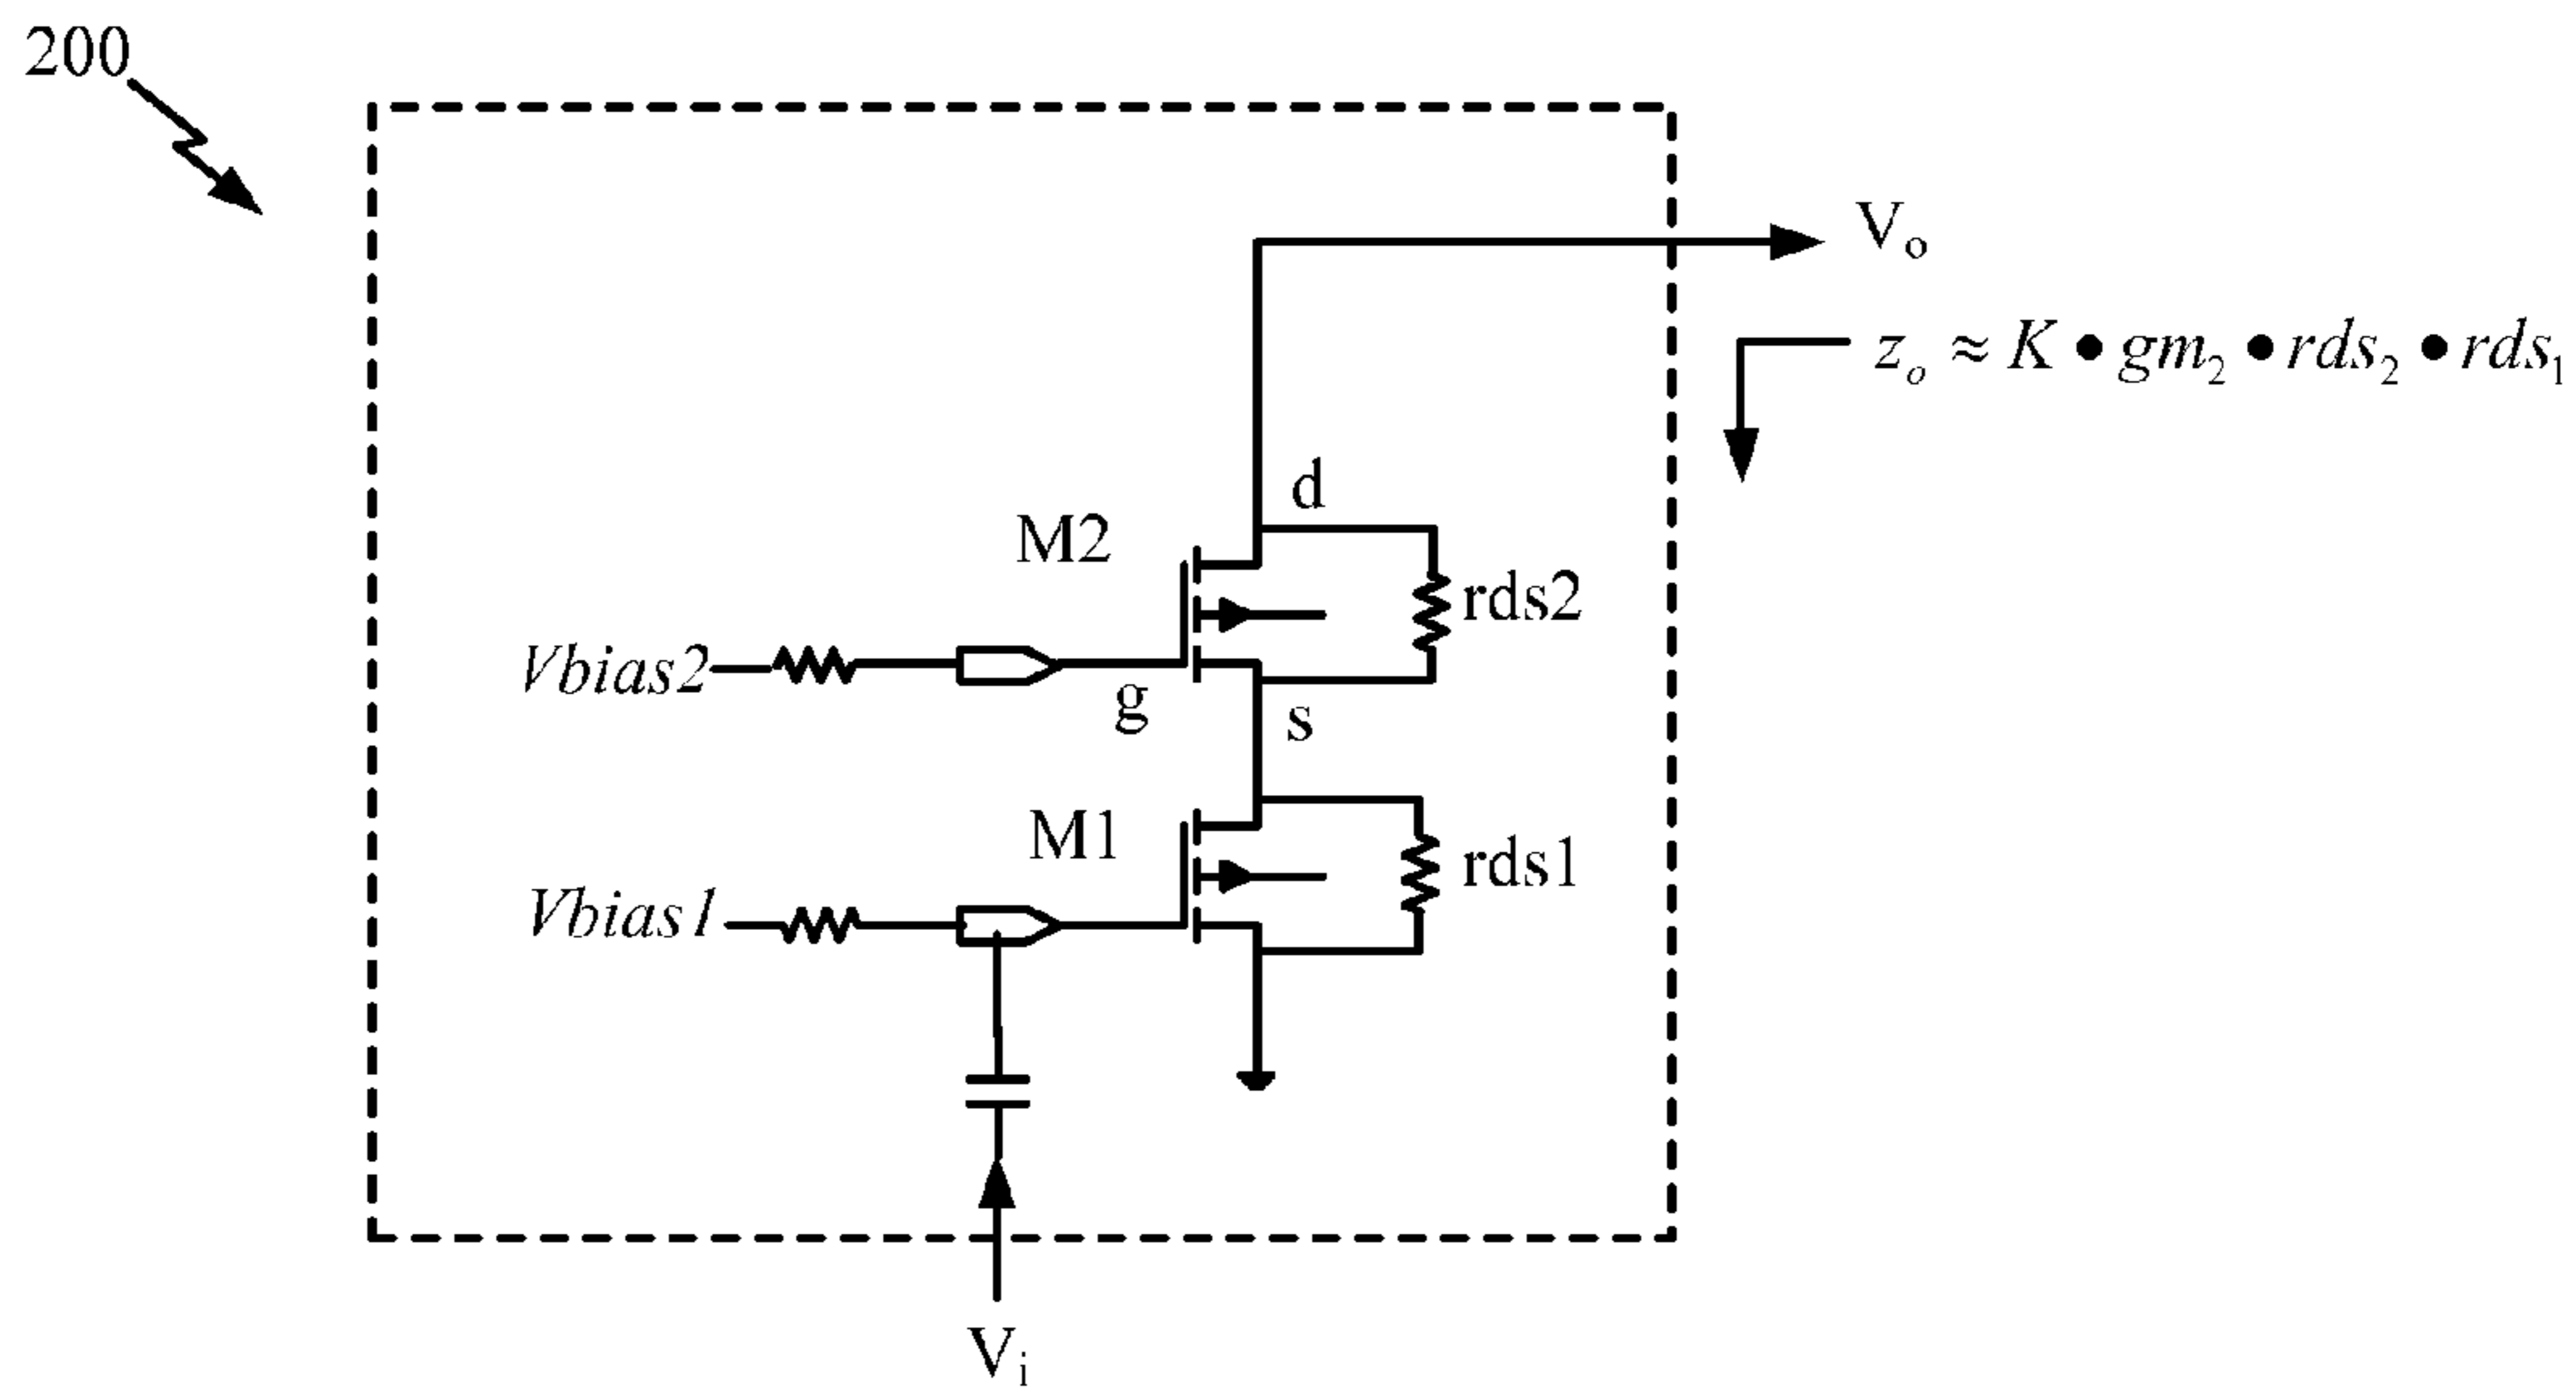 200
Vₒ
zₒ ≈ K • gm₂ • rds₂ • rds₁
d
M2
rds2
Vbias2
g
s
M1
rds1
Vbias1
Vᵢ